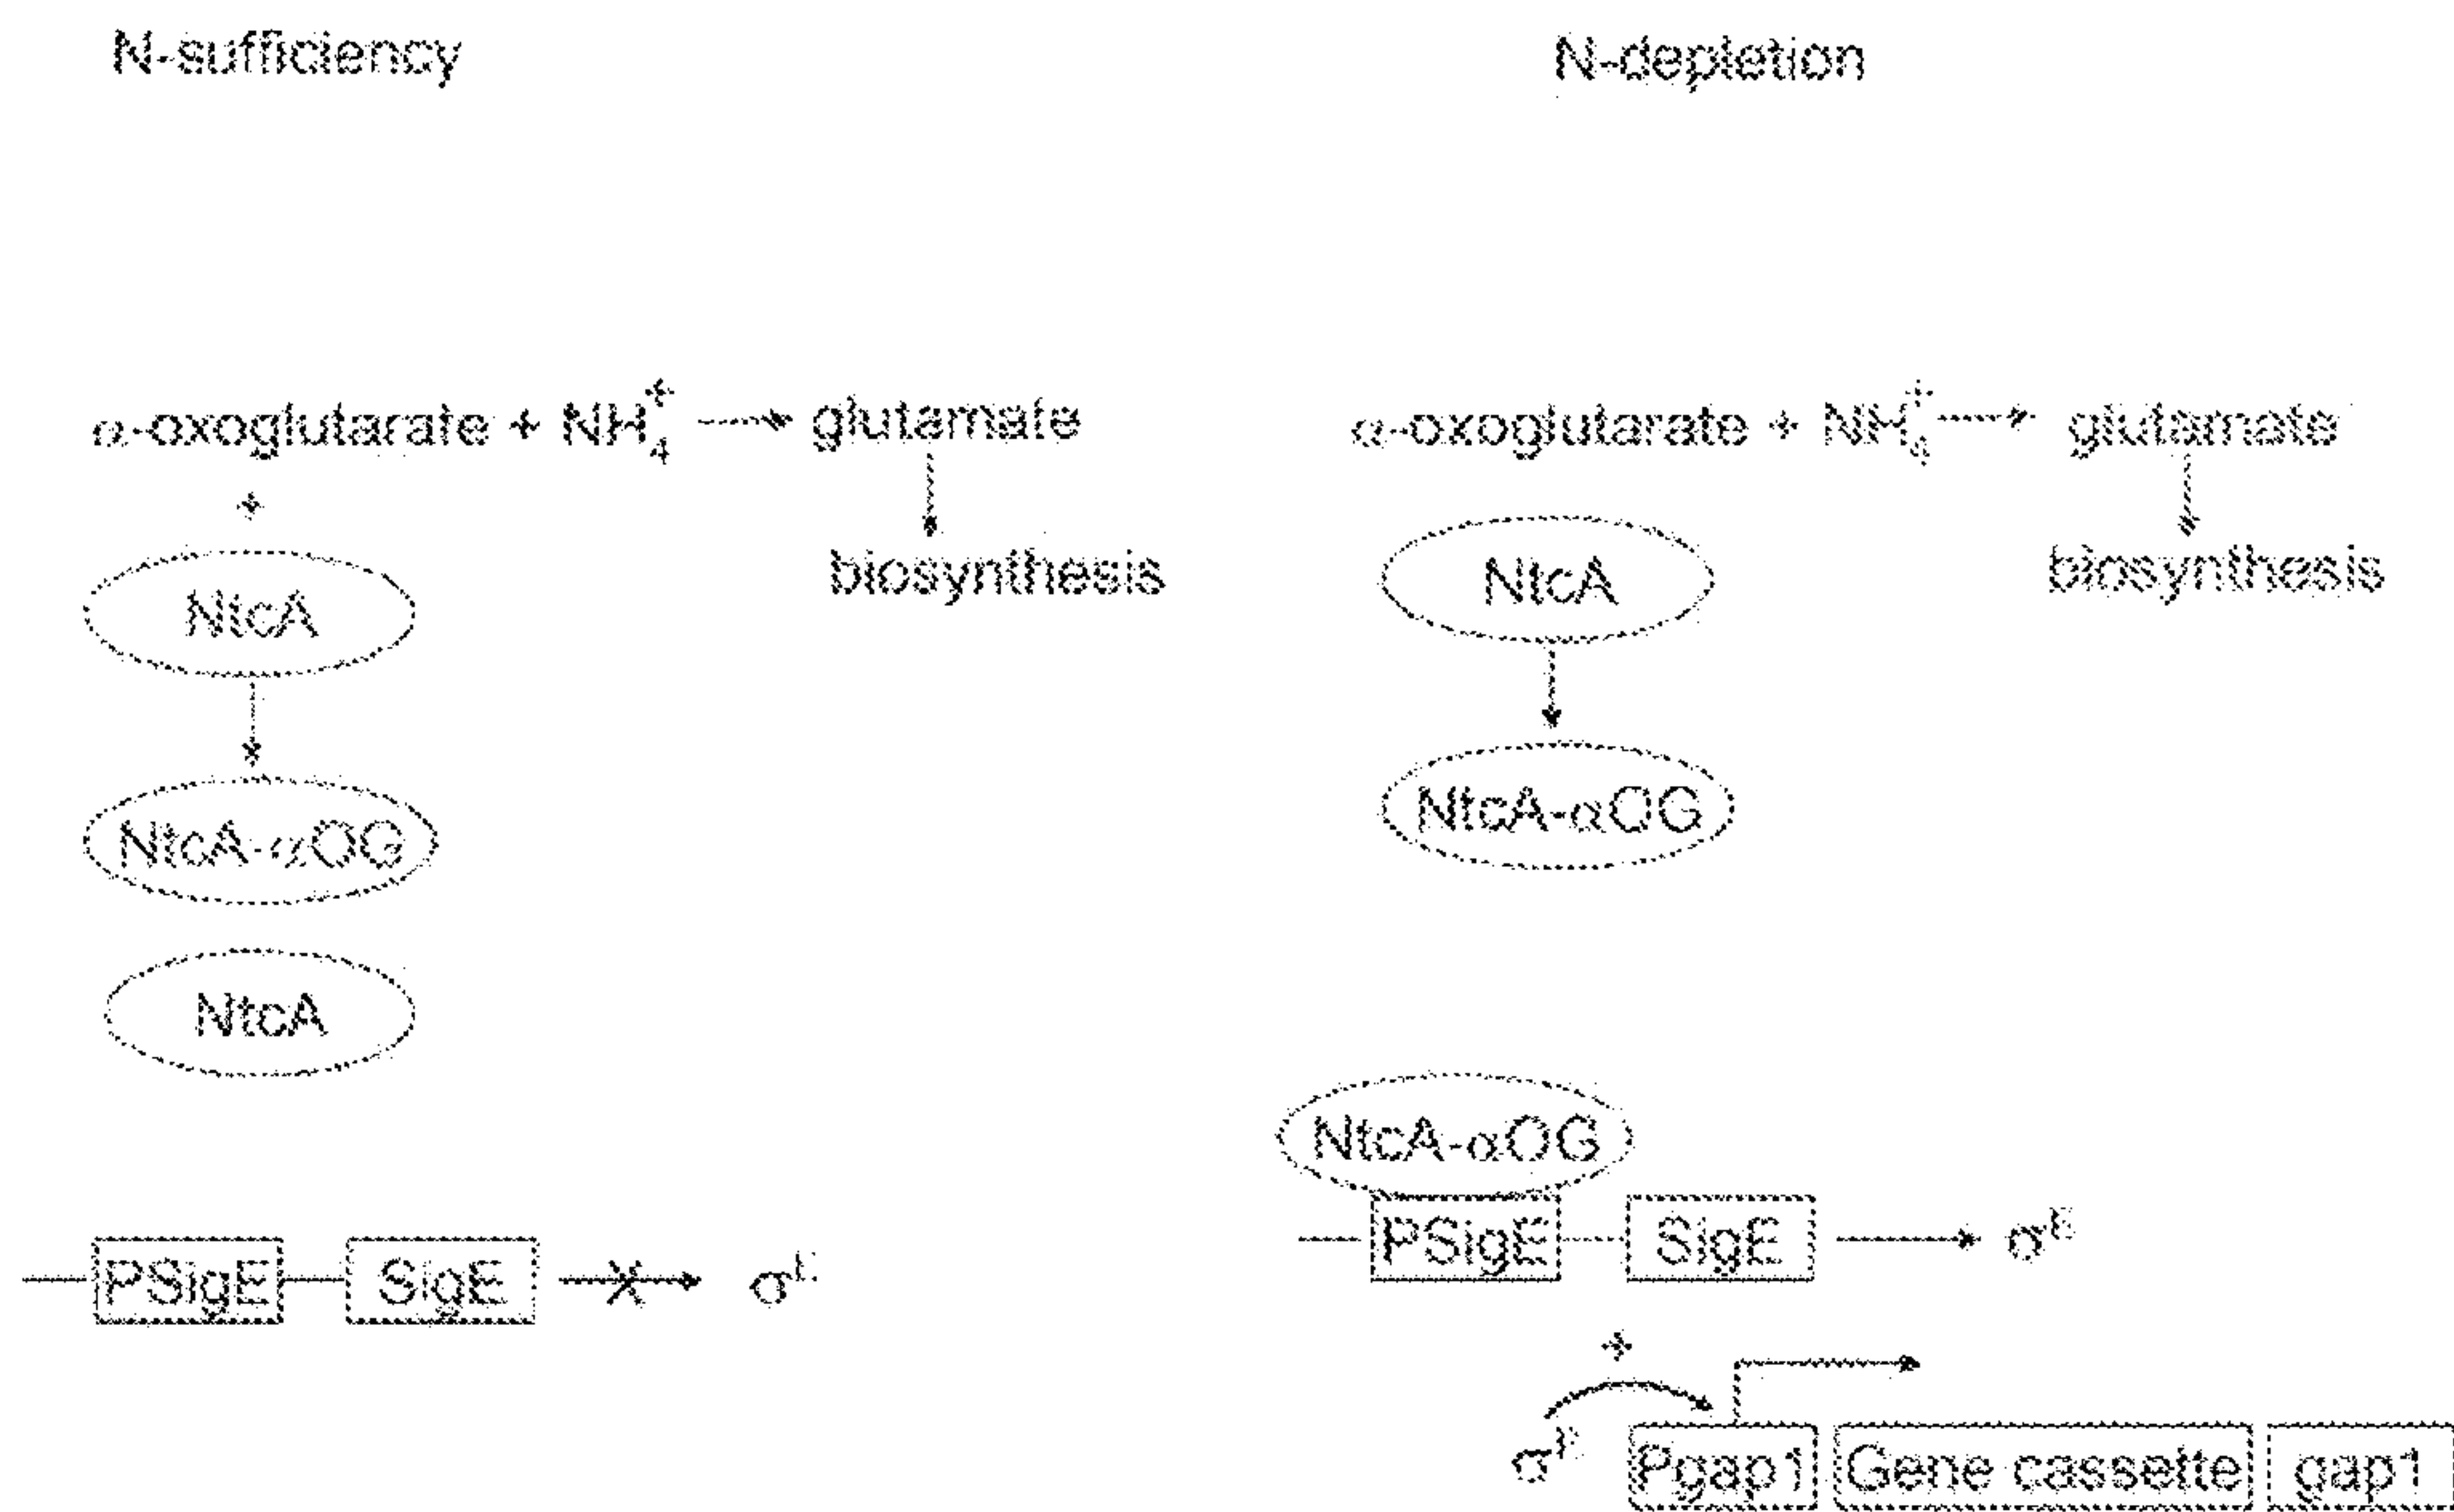 N-sufficiency
α-oxoglutarate + NH4+ glutamate
+
biosynthesis
NtcA
NtcA-αOG
NtcA
PSigE SigE X σE
N-depletion
α-oxoglutarate + NH4+ glutamate
biosynthesis
NtcA
NtcA-αOG
NtcA-αOG
PSigE SigE σE
+
σE Pgap1 Gene cassette gap1